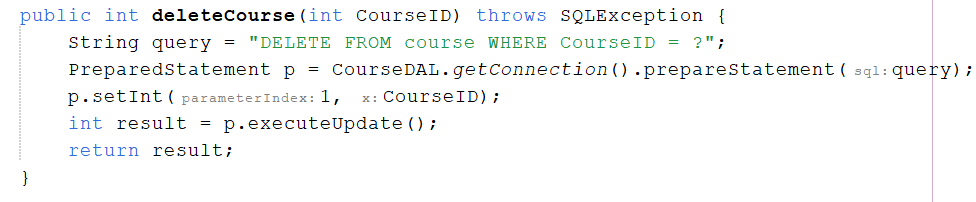 public int deleteCourse(int CourseID) throws SQLException {
    String query = "DELETE FROM course WHERE CourseID = ?";
    PreparedStatement p = CourseDAL.getConnection().prepareStatement( sql: query);
    p.setInt( parameterIndex: 1,  x: CourseID);
    int result = p.executeUpdate();
    return result;
}